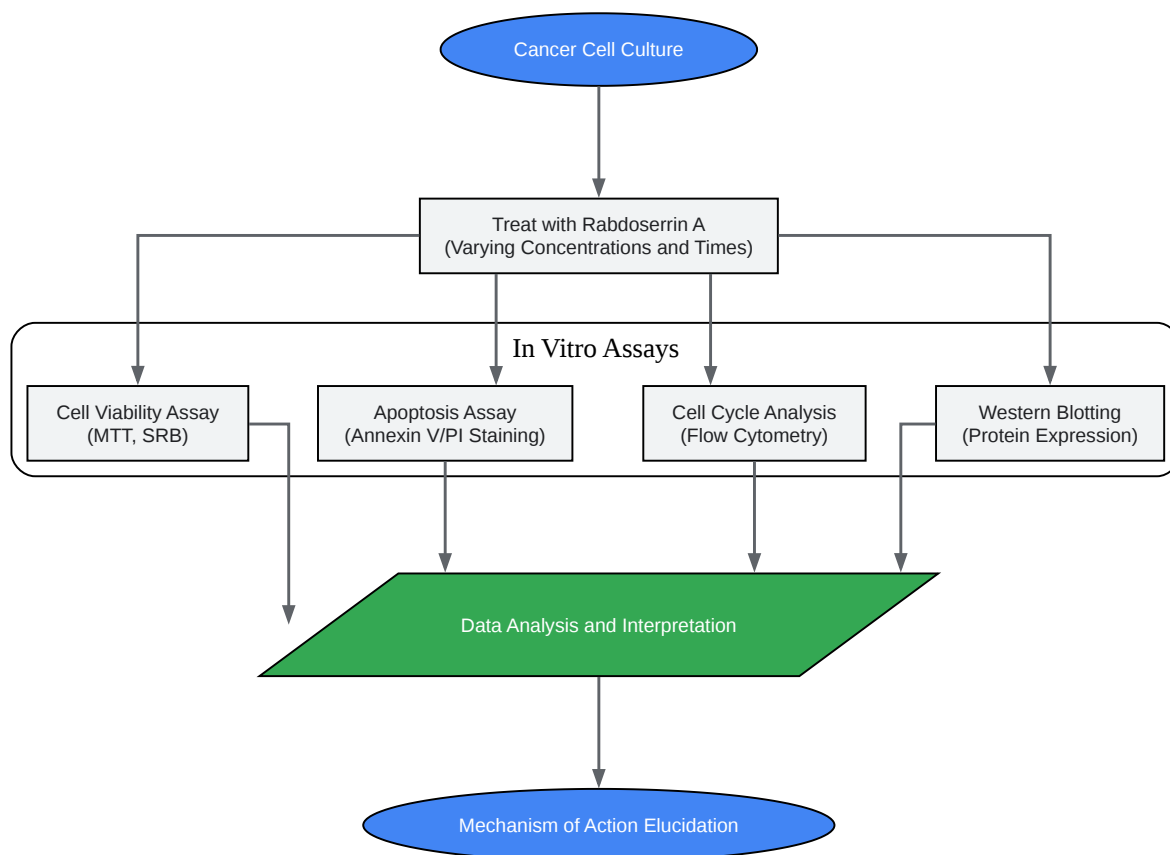 Cancer Cell Culture
Treat with Rabdoserrin A
(Varying Concentrations and Times)
In Vitro Assays
Cell Viability Assay
(MTT, SRB)
Apoptosis Assay
(Annexin V/PI Staining)
Cell Cycle Analysis
(Flow Cytometry)
Western Blotting
(Protein Expression)
Data Analysis and Interpretation
Mechanism of Action Elucidation